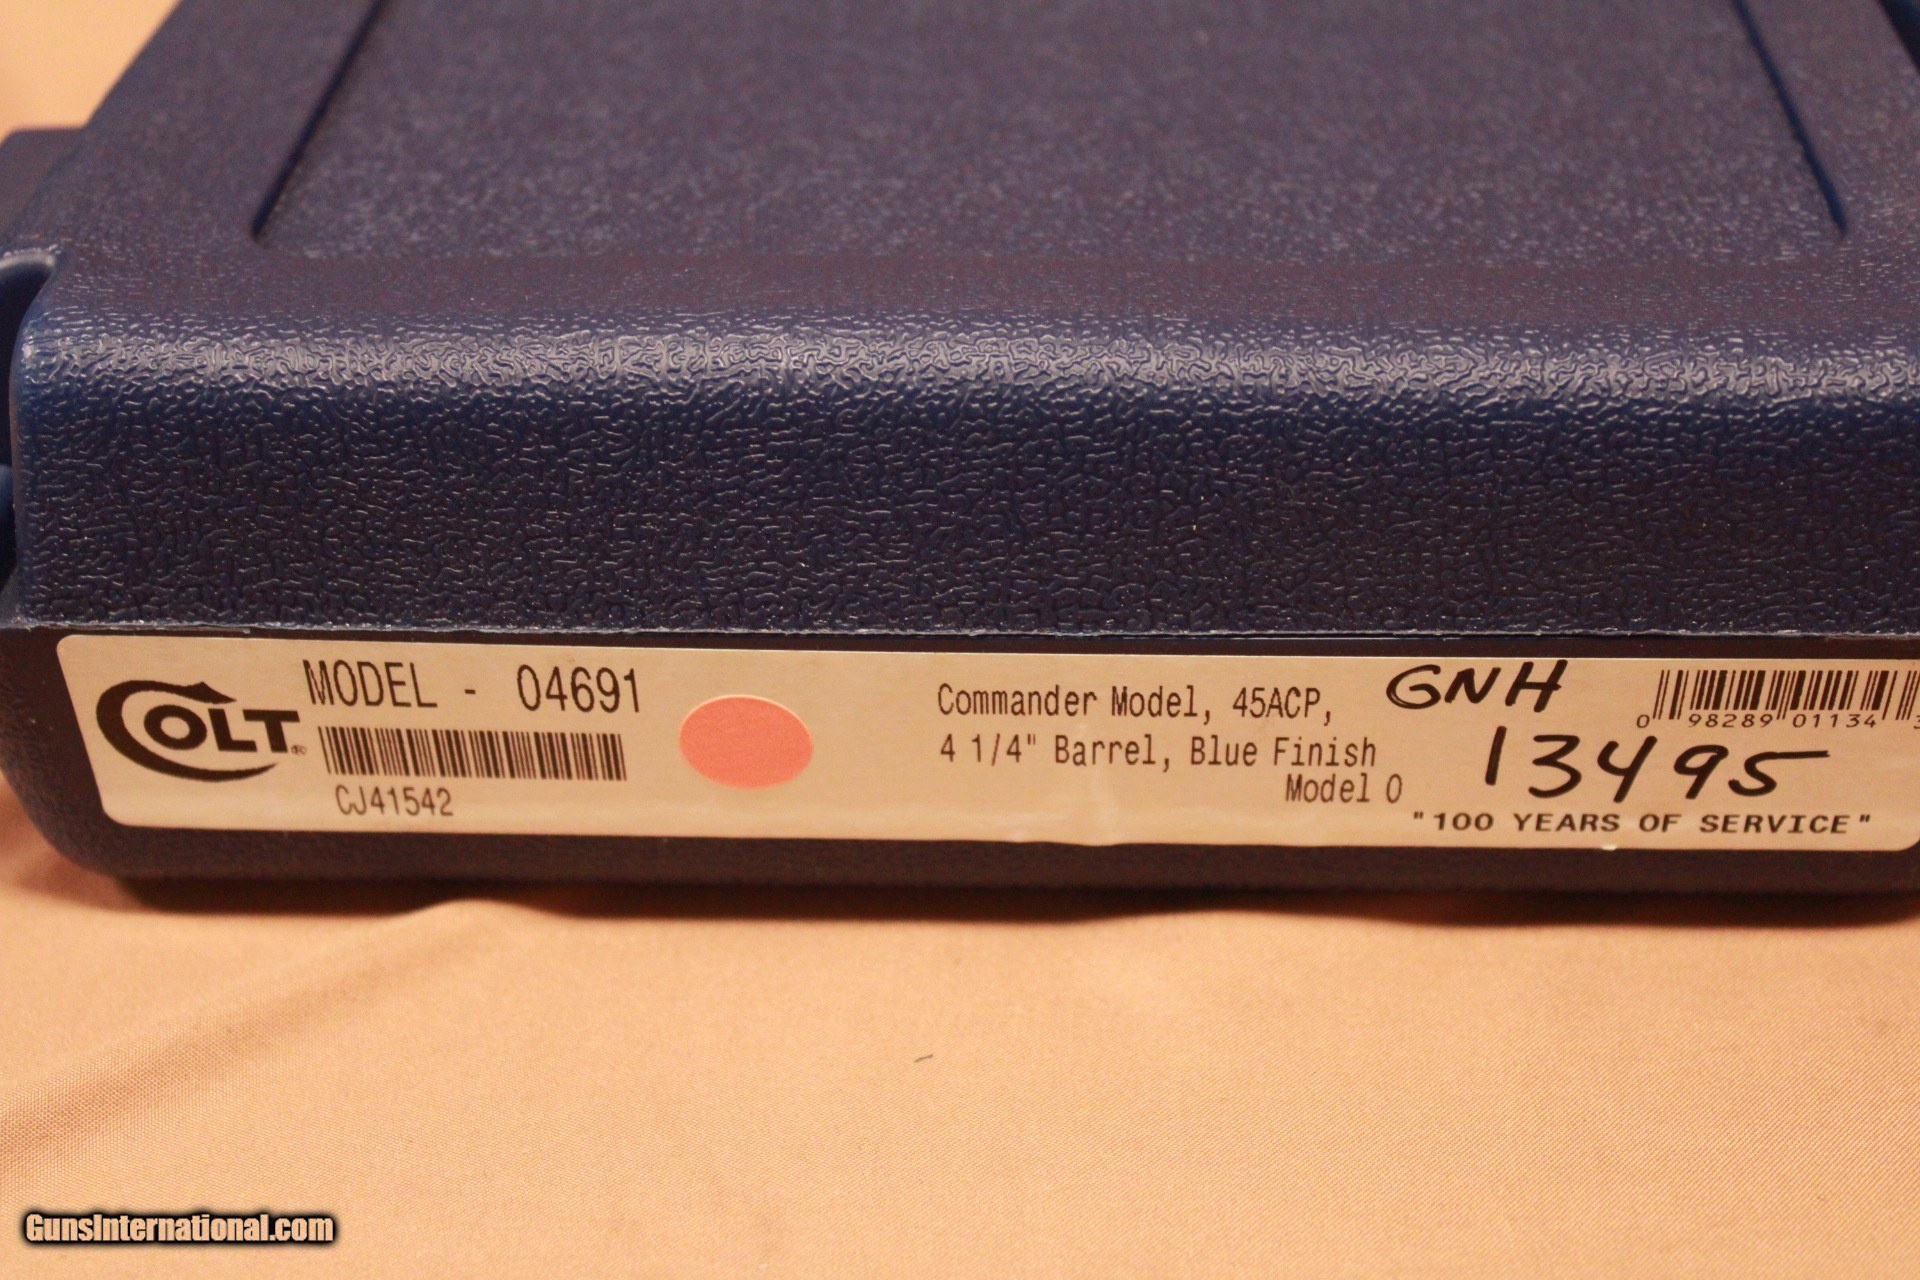 COLT®
MODEL - 04691
CJ41542
Commander Model, 45ACP,
4 1/4" Barrel, Blue Finish
Model O
GNH
13495
0 98289 01134 3
"100 YEARS OF SERVICE"
GunsInternational.com